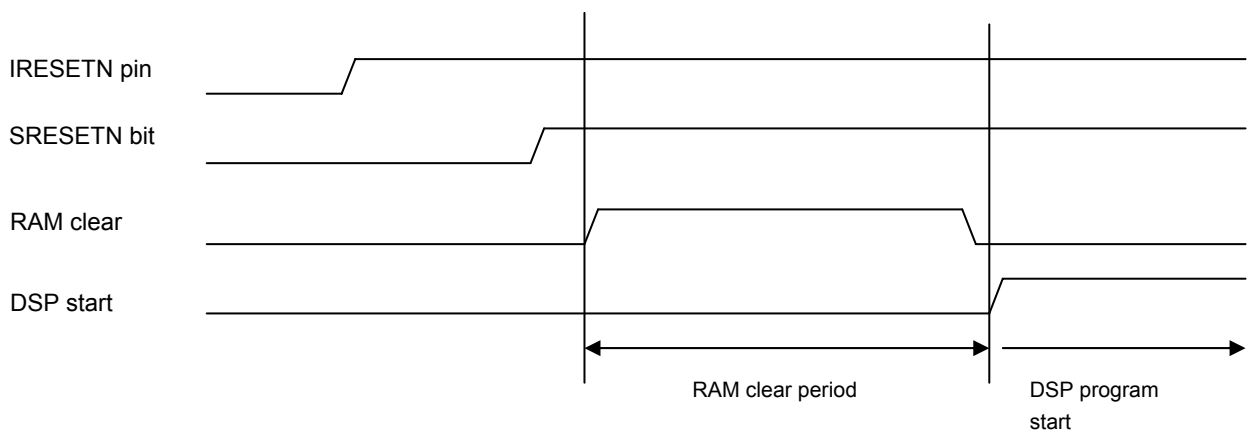 IRESETN pin
SRESETN bit
RAM clear
DSP start
RAM clear period
DSP program
start